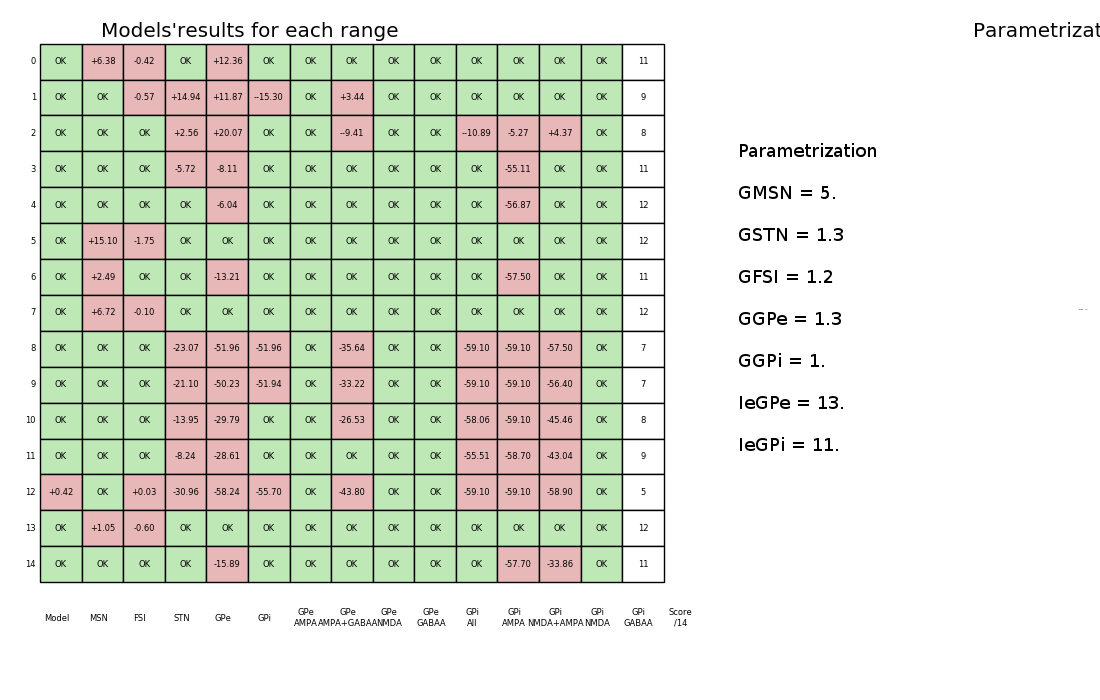 Models'results for each range
Parametrizat
0 OK +6.38 -0.42 OK +12.36 OK OK OK OK OK OK OK OK OK 11
1 OK OK -0.57 +14.94 +11.87 --15.30 OK +3.44 OK OK OK OK OK OK 9
2 OK OK OK +2.56 +20.07 OK OK --9.41 OK OK --10.89 -5.27 +4.37 OK 8
3 OK OK OK -5.72 -8.11 OK OK OK OK OK OK -55.11 OK OK 11
4 OK OK OK OK -6.04 OK OK OK OK OK OK -56.87 OK OK 12
5 OK +15.10 -1.75 OK OK OK OK OK OK OK OK OK OK OK 12
6 OK +2.49 OK OK -13.21 OK OK OK OK OK OK -57.50 OK OK 11
7 OK +6.72 -0.10 OK OK OK OK OK OK OK OK OK OK OK 12
8 OK OK OK -23.07 -51.96 -51.96 OK -35.64 OK OK -59.10 -59.10 -57.50 OK 7
9 OK OK OK -21.10 -50.23 -51.94 OK -33.22 OK OK -59.10 -59.10 -56.40 OK 7
10 OK OK OK -13.95 -29.79 OK OK -26.53 OK OK -58.06 -59.10 -45.46 OK 8
11 OK OK OK -8.24 -28.61 OK OK OK OK OK -55.51 -58.70 -43.04 OK 9
12 +0.42 OK +0.03 -30.96 -58.24 -55.70 OK -43.80 OK OK -59.10 -59.10 -58.90 OK 5
13 OK +1.05 -0.60 OK OK OK OK OK OK OK OK OK OK OK 12
14 OK OK OK OK -15.89 OK OK OK OK OK OK -57.70 -33.86 OK 11
GPe GPe GPe GPe GPi GPi GPi GPi GPi Score
Model MSN FSI STN GPe GPi
AMPA AMPA+GABAA NMDA GABAA All AMPA NMDA+AMPA NMDA GABAA /14
Parametrization
GMSN = 5.
GSTN = 1.3
GFSI = 1.2
GGPe = 1.3
GGPi = 1.
IeGPe = 13.
IeGPi = 11.